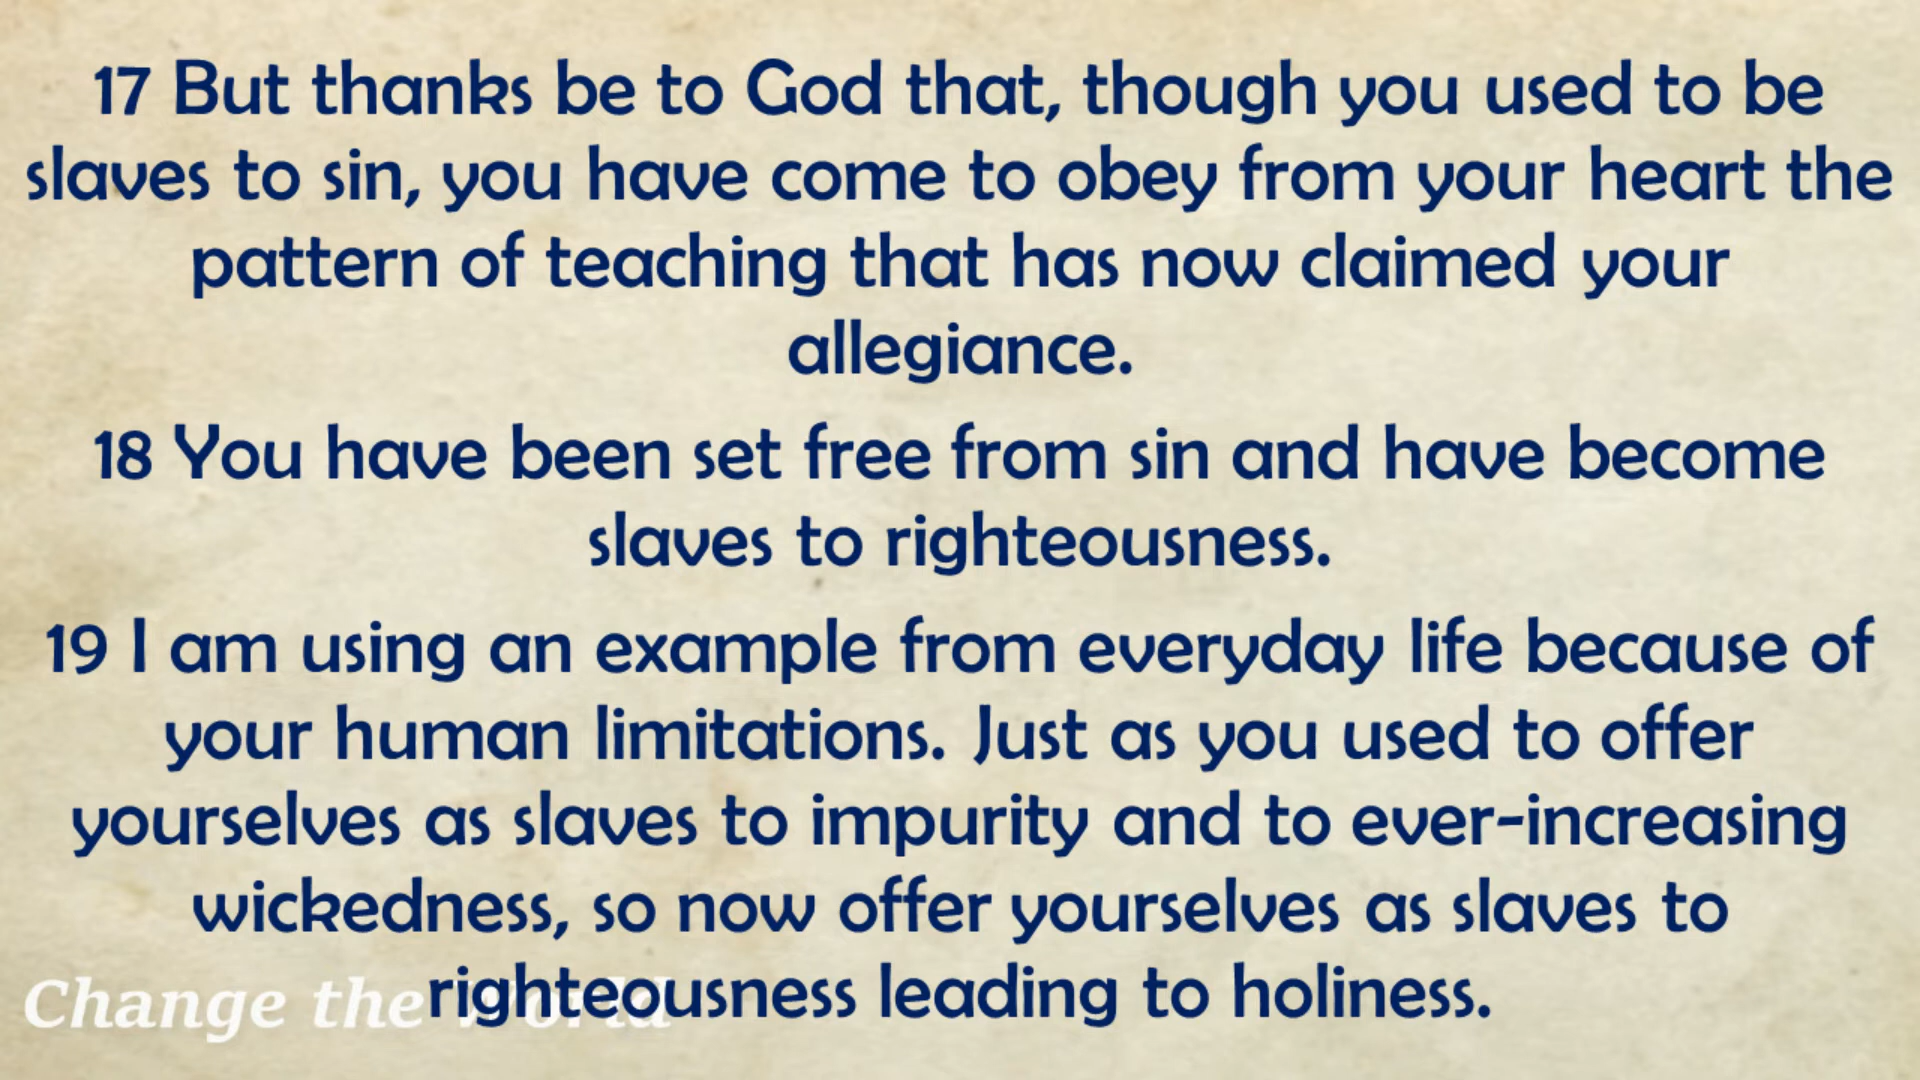 17 But thanks be to God that, though you used to be
slaves to sin, you have come to obey from your heart the
pattern of teaching that has now claimed your
allegiance.
18 You have been set free from sin and have become
slaves to righteousness.
19 I am using an example from everyday life because of
your human limitations. Just as you used to offer
yourselves as slaves to impurity and to ever-increasing
wickedness, so now offer yourselves as slaves to
righteousness leading to holiness.
Change the World